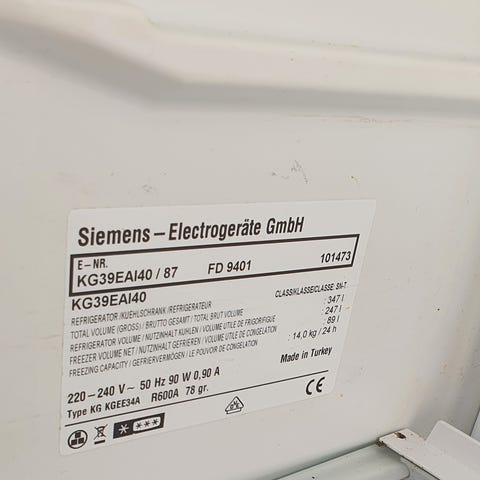 Siemens – Electrogeräte GmbH
E – NR.
KG39EAI40 / 87 FD 9401 101473
KG39EAI40
REFRIGERATOR /KUEHLSCHRANK /REFRIGERATEUR CLASS/KLASSE/CLASSE: SN-T
TOTAL VOLUME (GROSS) / BRUTTO GESAMT / TOTAL BRUT VOLUME : 347 l
REFRIGERATOR VOLUME / NUTZINHALT KUHLEN / VOLUME UTILE DE FRIGORIFIQUE : 247 l
FREEZER VOLUME NET / NUTZINHALT GEFRIEREN / VOLUME UTILE DE CONGELATION : 89 l
FREEZING CAPACITY / GEFRIERVERMÖGEN / LE POUVOIR DE CONGELATION : 14,0 kg / 24 h
Made in Turkey
220 – 240 V ~ 50 Hz 90 W 0,90 A
Type KG KGEE34A R600A 78 gr.
CE